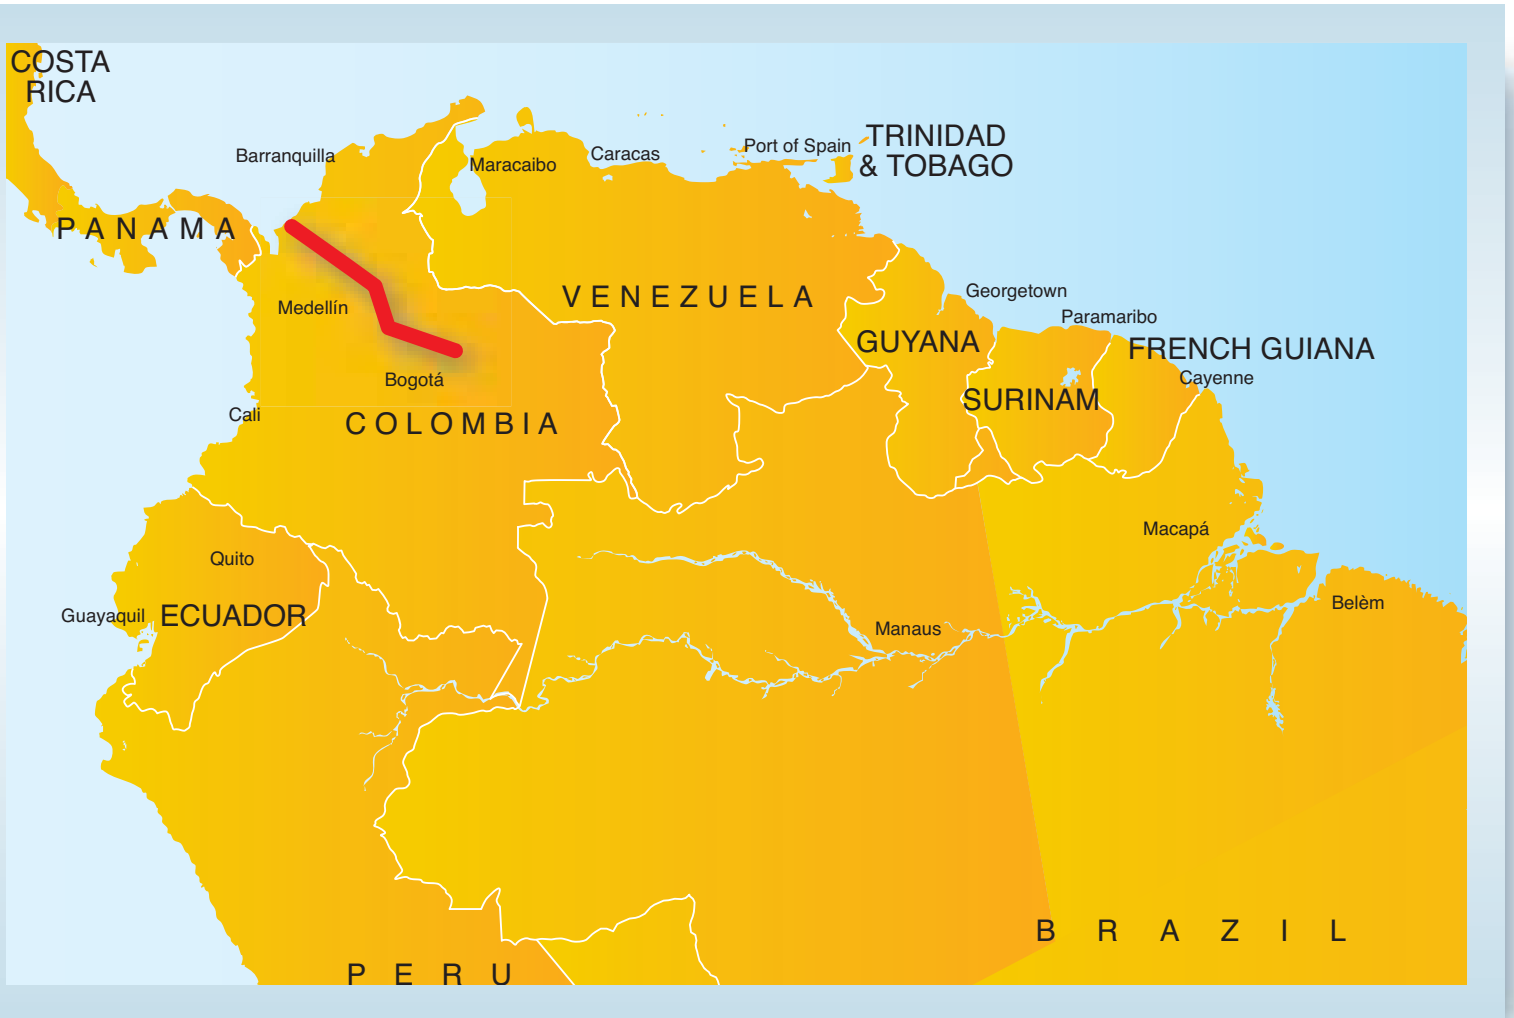 COSTA
RICA
Barranquilla
Maracaibo
Caracas
Port of Spain
TRINIDAD
& TOBAGO
PANAMA
Medellín
VENEZUELA
Georgetown
Paramaribo
GUYANA
FRENCH GUIANA
Cayenne
Bogotá
SURINAM
Cali
COLOMBIA
Macapá
Quito
Belèm
Guayaquil
ECUADOR
Manaus
BRAZIL
PERU